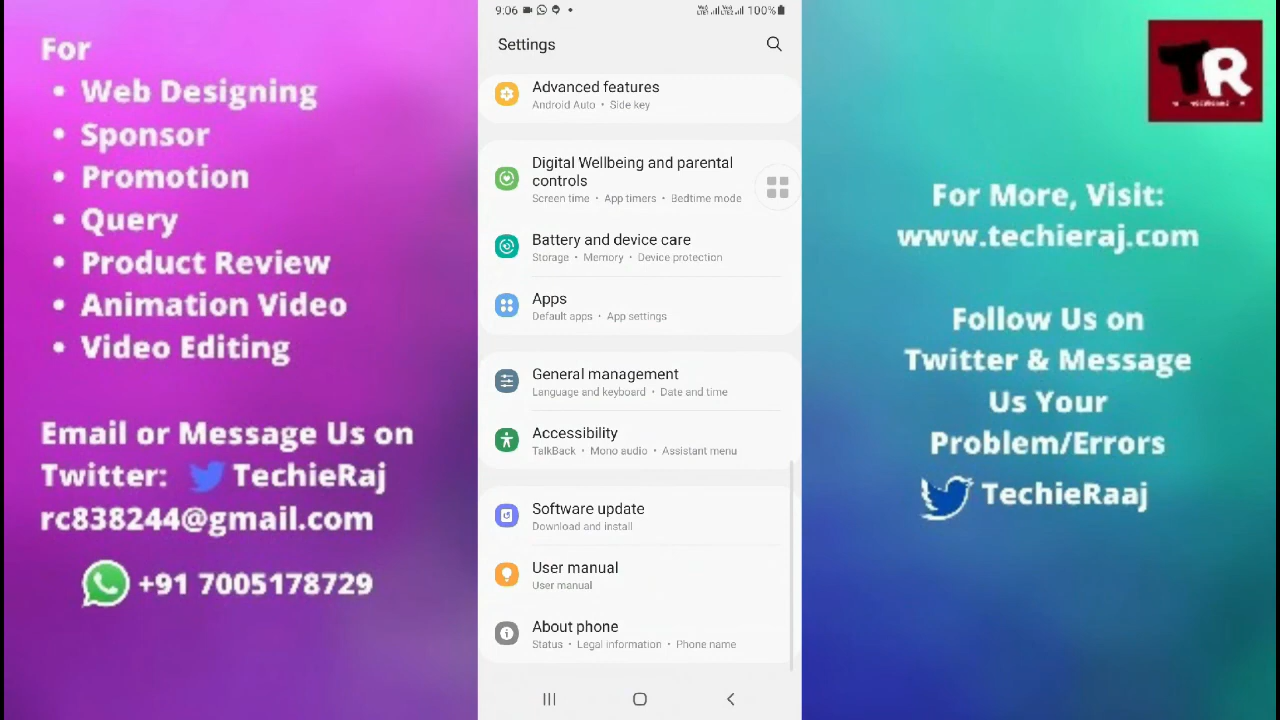 For
• Web Designing
• Sponsor
• Promotion
• Query
• Product Review
• Animation Video
• Video Editing
Email or Message Us on
Twitter: TechieRaj
rc838244@gmail.com
+91 7005178729
9:06
100%
Settings
Advanced features
Android Auto • Side key
Digital Wellbeing and parental
controls
Screen time • App timers • Bedtime mode
Battery and device care
Storage • Memory • Device protection
Apps
Default apps • App settings
General management
Language and keyboard • Date and time
Accessibility
TalkBack • Mono audio • Assistant menu
Software update
Download and install
User manual
User manual
About phone
Status • Legal information • Phone name
TR
For More, Visit:
www.techieraj.com
Follow Us on
Twitter & Message
Us Your
Problem/Errors
TechieRaaj